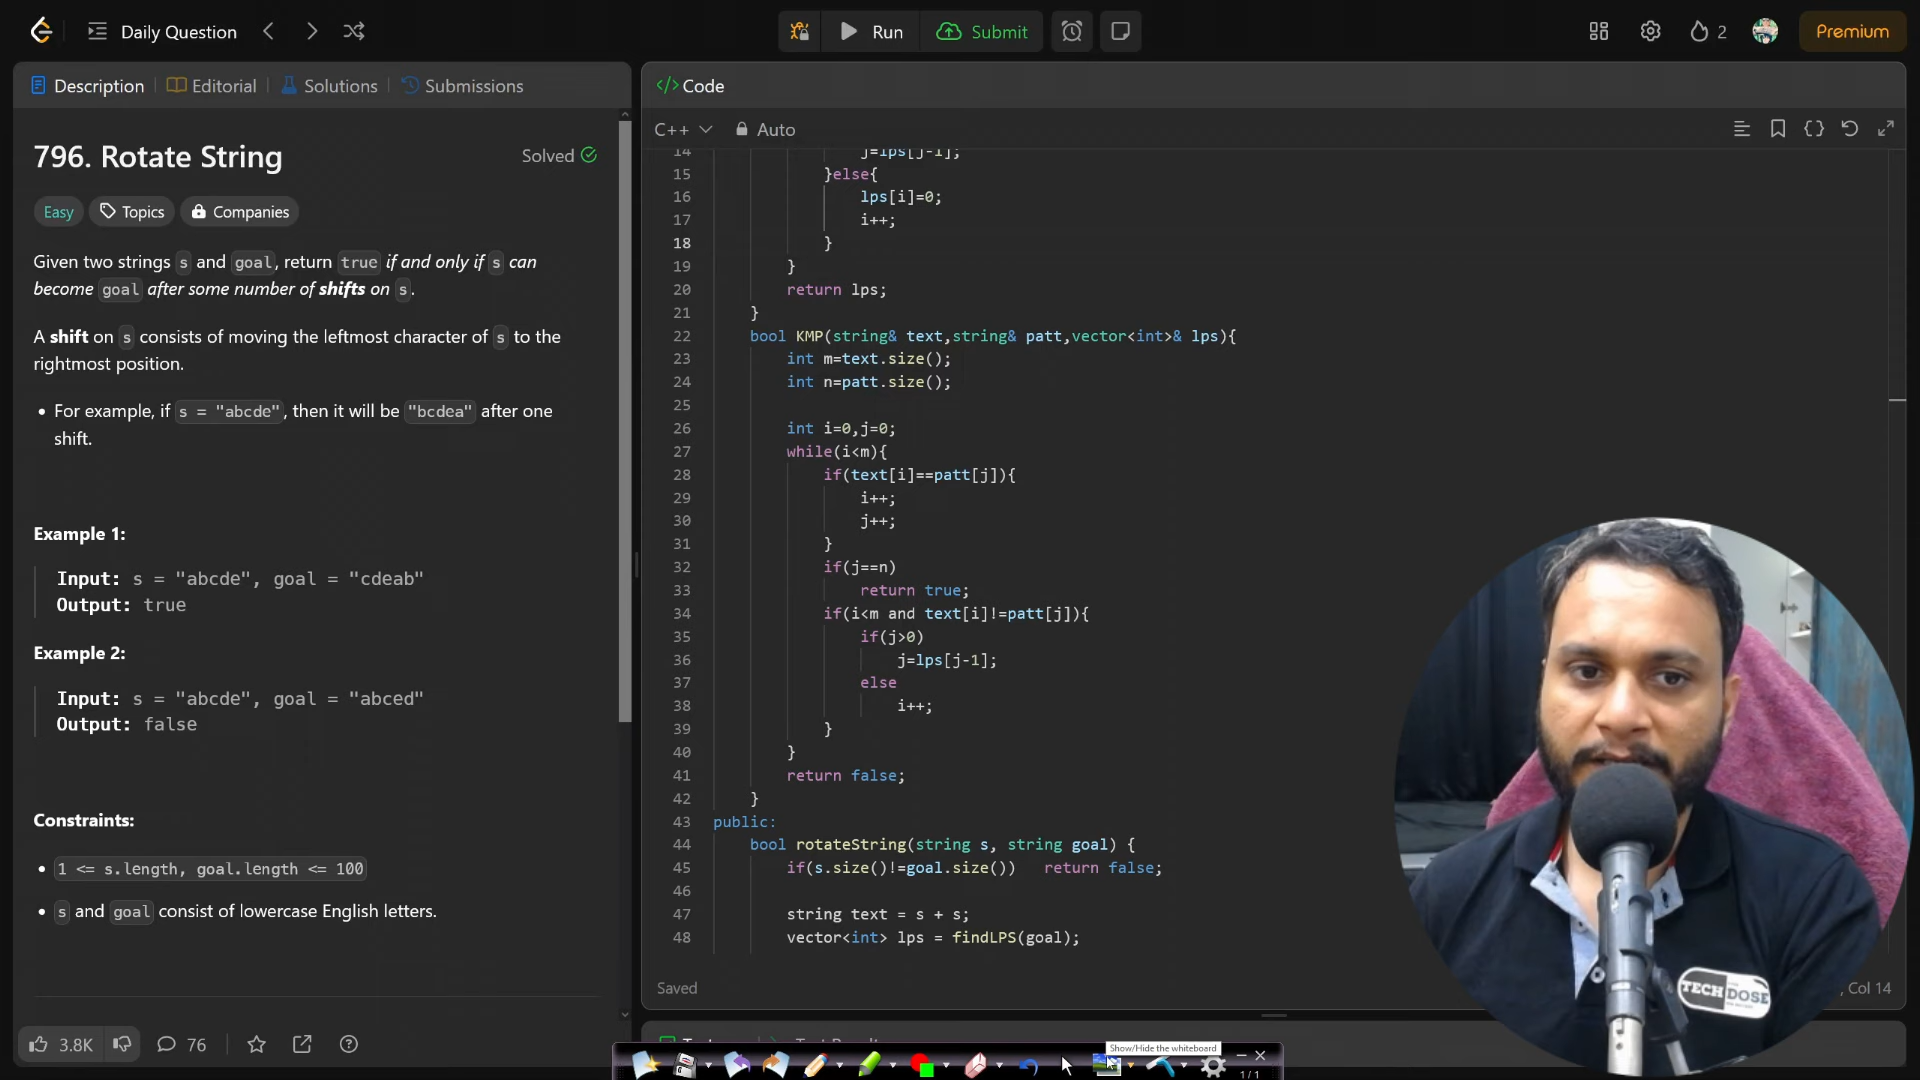 Daily Question
Run
Submit
2
Premium
Description
Editorial
Solutions
Submissions
796. Rotate String
Solved
Easy
Topics
Companies
Given two strings s and goal, return true if and only if s can
become goal after some number of shifts on s.
A shift on s consists of moving the leftmost character of s to the
rightmost position.
• For example, if s = "abcde", then it will be "bcdea" after one
shift.
Example 1:
Input: s = "abcde", goal = "cdeab"
Output: true
Example 2:
Input: s = "abcde", goal = "abced"
Output: false
Constraints:
• 1 <= s.length, goal.length <= 100
• s and goal consist of lowercase English letters.
3.8K
76
</> Code
C++
Auto
14 j=lps[j-1];
15 }else{
16 lps[i]=0;
17 i++;
18 }
19 }
20 return lps;
21 }
22 bool KMP(string& text,string& patt,vector<int>& lps){
23 int m=text.size();
24 int n=patt.size();
25
26 int i=0,j=0;
27 while(i<m){
28 if(text[i]==patt[j]){
29 i++;
30 j++;
31 }
32 if(j==n)
33 return true;
34 if(i<m and text[i]!=patt[j]){
35 if(j>0)
36 j=lps[j-1];
37 else
38 i++;
39 }
40 }
41 return false;
42 }
43 public:
44 bool rotateString(string s, string goal) {
45 if(s.size()!=goal.size()) return false;
46
47 string text = s + s;
48 vector<int> lps = findLPS(goal);
Saved
, Col 14
TECH DOSE
Show/Hide the whiteboard
1/1